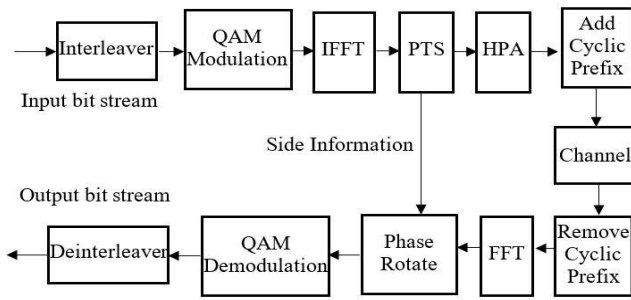 Interleaver
QAM
Modulation
IFFT
PTS
HPA
Add
Cyclic
Prefix
Input bit stream
Side Information
Channel
Output bit stream
Deinterleaver
QAM
Demodulation
Phase
Rotate
FFT
Remove
Cyclic
Prefix